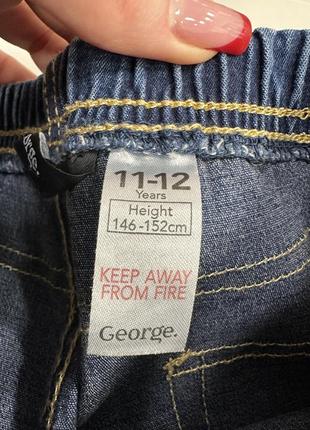 11-12
Years
Height
146-152cm
KEEP AWAY
FROM FIRE
George.